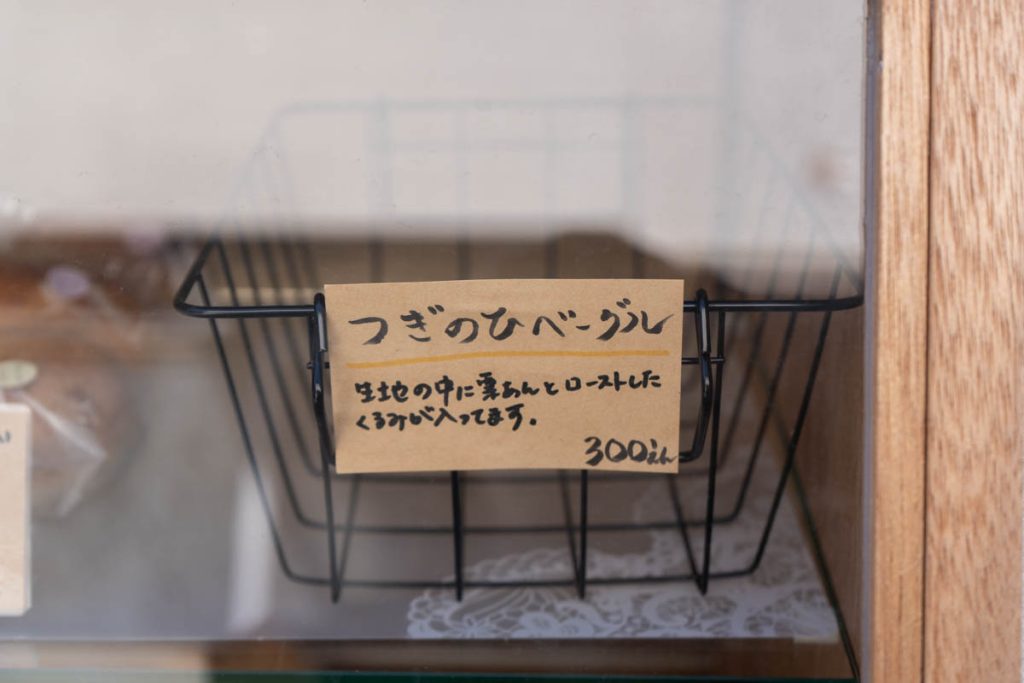 つぎのひベーグル
生地の中に栗あんとローストした
くるみが入ってます。
300えん